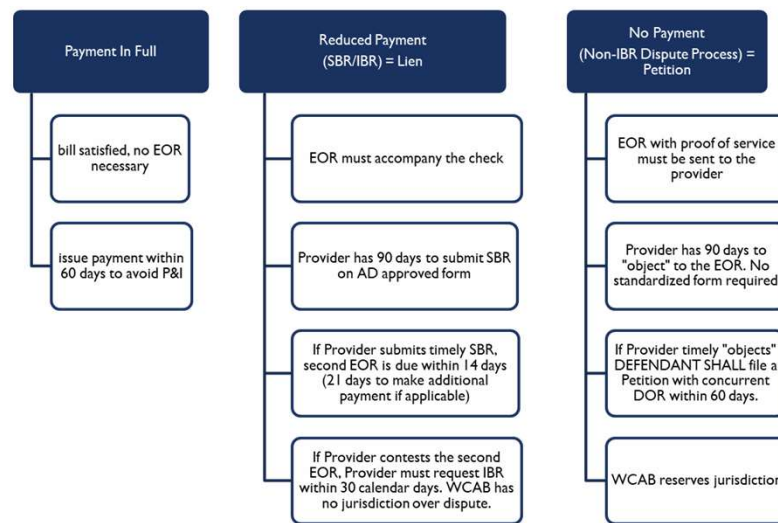 Payment In Full
bill satisfied, no EOR
necessary
issue payment within
60 days to avoid P&I
Reduced Payment
(SBR/IBR) = Lien
EOR must accompany the check
Provider has 90 days to submit SBR
on AD approved form
If Provider submits timely SBR,
second EOR is due within 14 days
(21 days to make additional
payment if applicable)
If Provider contests the second
EOR, Provider must request IBR
within 30 calendar days. WCAB has
no jurisdiction over dispute.
No Payment
(Non-IBR Dispute Process) =
Petition
EOR with proof of service
must be sent to the
provider
Provider has 90 days to
"object" to the EOR. No
standardized form required
If Provider timely "objects"
DEFENDANT SHALL file a
Petition with concurrent
DOR within 60 days.
WCAB reserves jurisdiction